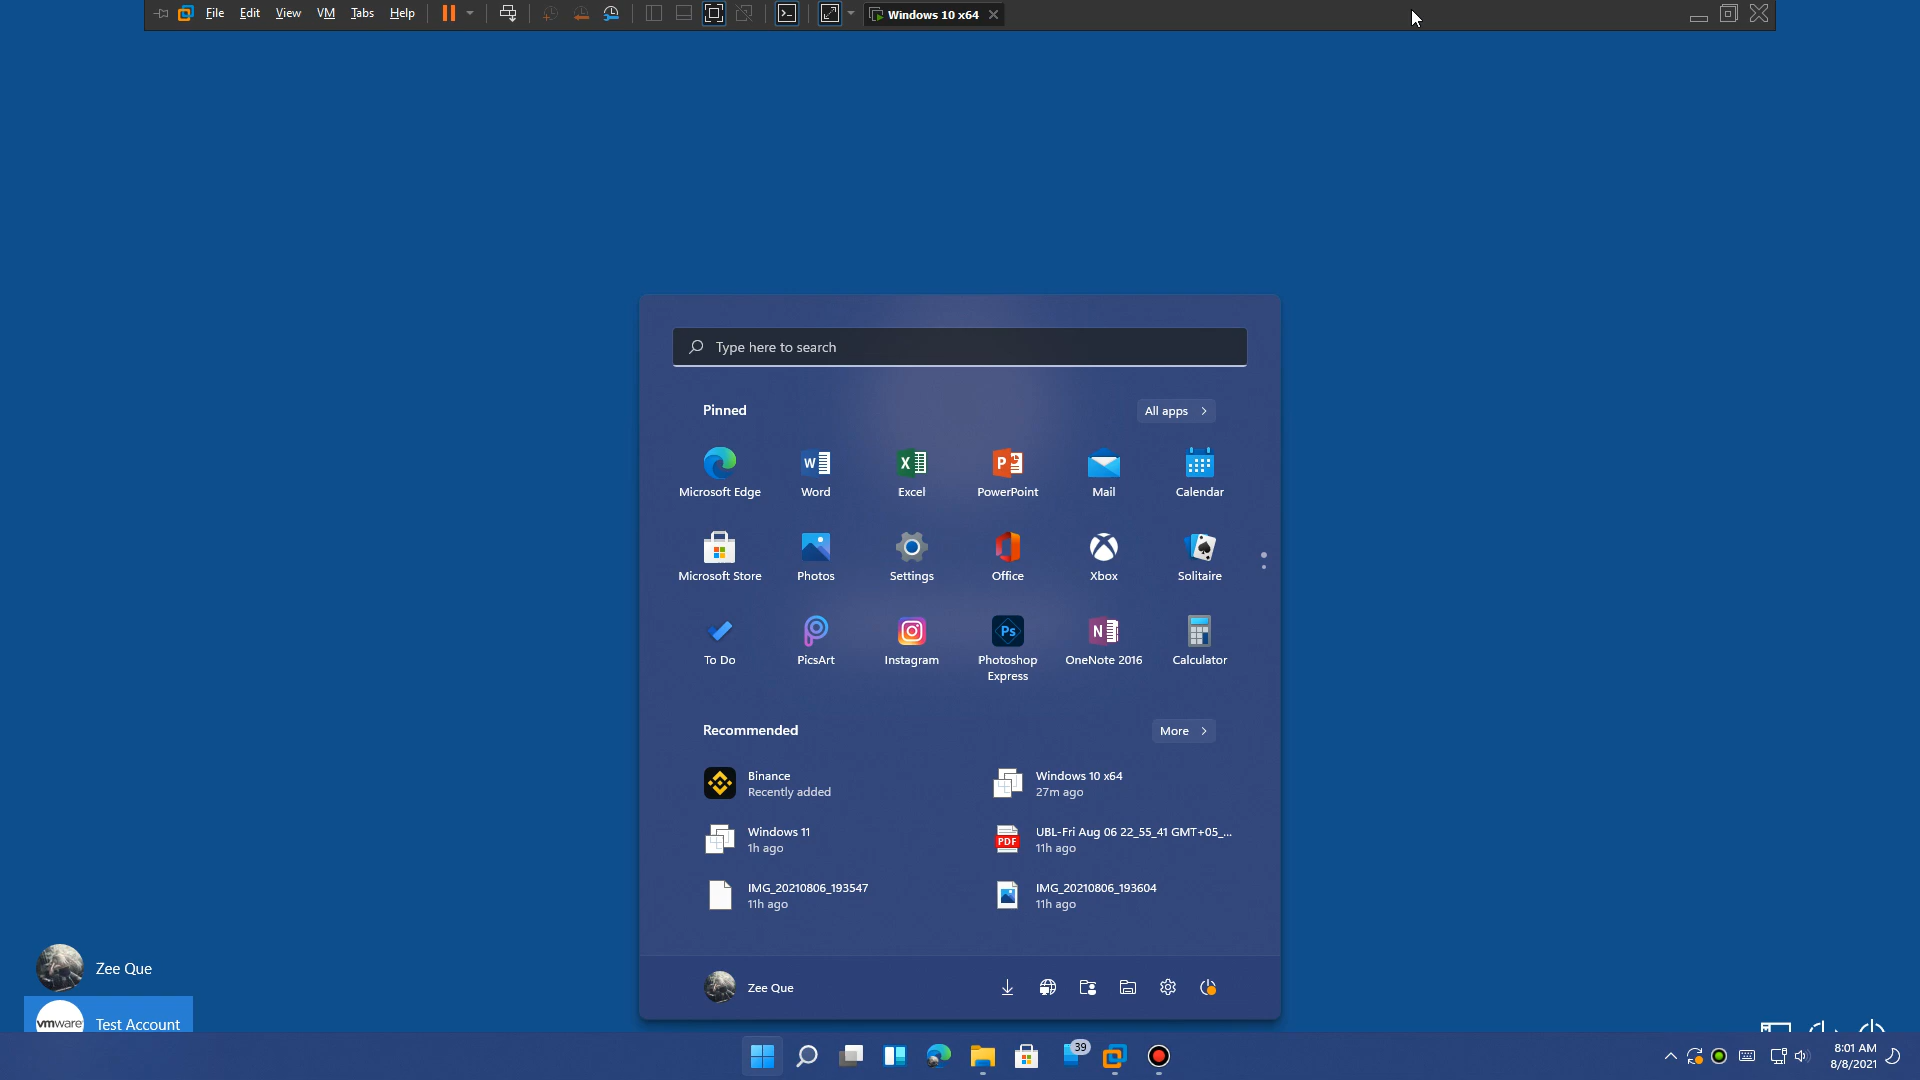 File Edit View VM Tabs Help Windows 10 x64
Type here to search
Pinned
All apps
Microsoft Edge
Word
Excel
PowerPoint
Mail
Calendar
Microsoft Store
Photos
Settings
Office
Xbox
Solitaire
To Do
PicsArt
Instagram
Ps
Photoshop
Express
OneNote 2016
Calculator
Recommended
More
Binance
Recently added
Windows 10 x64
27m ago
Windows 11
1h ago
PDF
UBL-Fri Aug 06 22_55_41 GMT+05_...
11h ago
IMG_20210806_193547
11h ago
IMG_20210806_193604
11h ago
Zee Que
Zee Que
vmware
Test Account
39
8:01 AM
8/8/2021